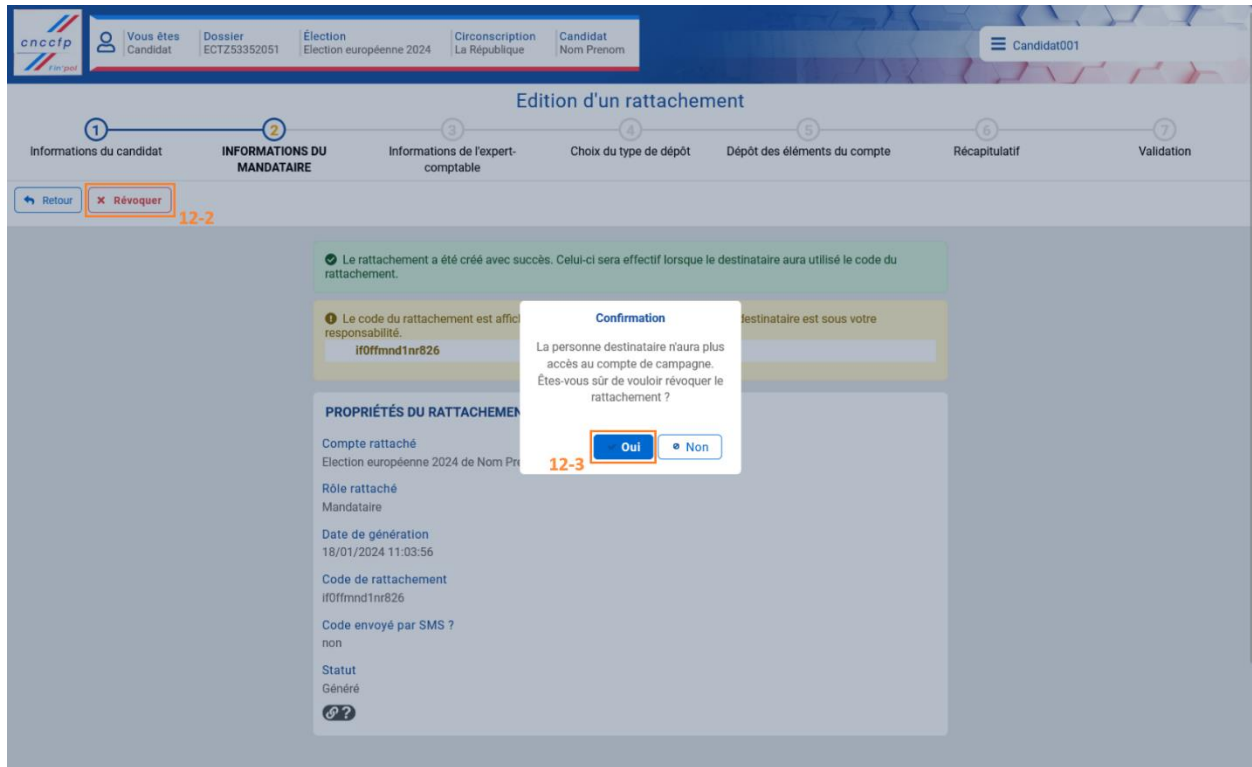 cnccfp
Fin'pol
Vous êtes
Candidat
Dossier
ECTZ53352051
Élection
Election européenne 2024
Circonscription
La République
Candidat
Nom Prenom
Candidat001
Edition d'un rattachement
1
Informations du candidat
2
INFORMATIONS DU
MANDATAIRE
3
Informations de l'expert-
comptable
4
Choix du type de dépôt
5
Dépôt des éléments du compte
6
Récapitulatif
7
Validation
Retour
Révoquer
12-2
Le rattachement a été créé avec succès. Celui-ci sera effectif lorsque le destinataire aura utilisé le code du
rattachement.
Le code du rattachement est affic destinataire est sous votre
responsabilité.
if0ffmnd1nr826
Confirmation
La personne destinataire n'aura plus
accès au compte de campagne.
Êtes-vous sûr de vouloir révoquer le
rattachement ?
Oui
Non
12-3
PROPRIÉTÉS DU RATTACHEMEN
Compte rattaché
Election européenne 2024 de Nom Pre
Rôle rattaché
Mandataire
Date de génération
18/01/2024 11:03:56
Code de rattachement
if0ffmnd1nr826
Code envoyé par SMS ?
non
Statut
Généré
?